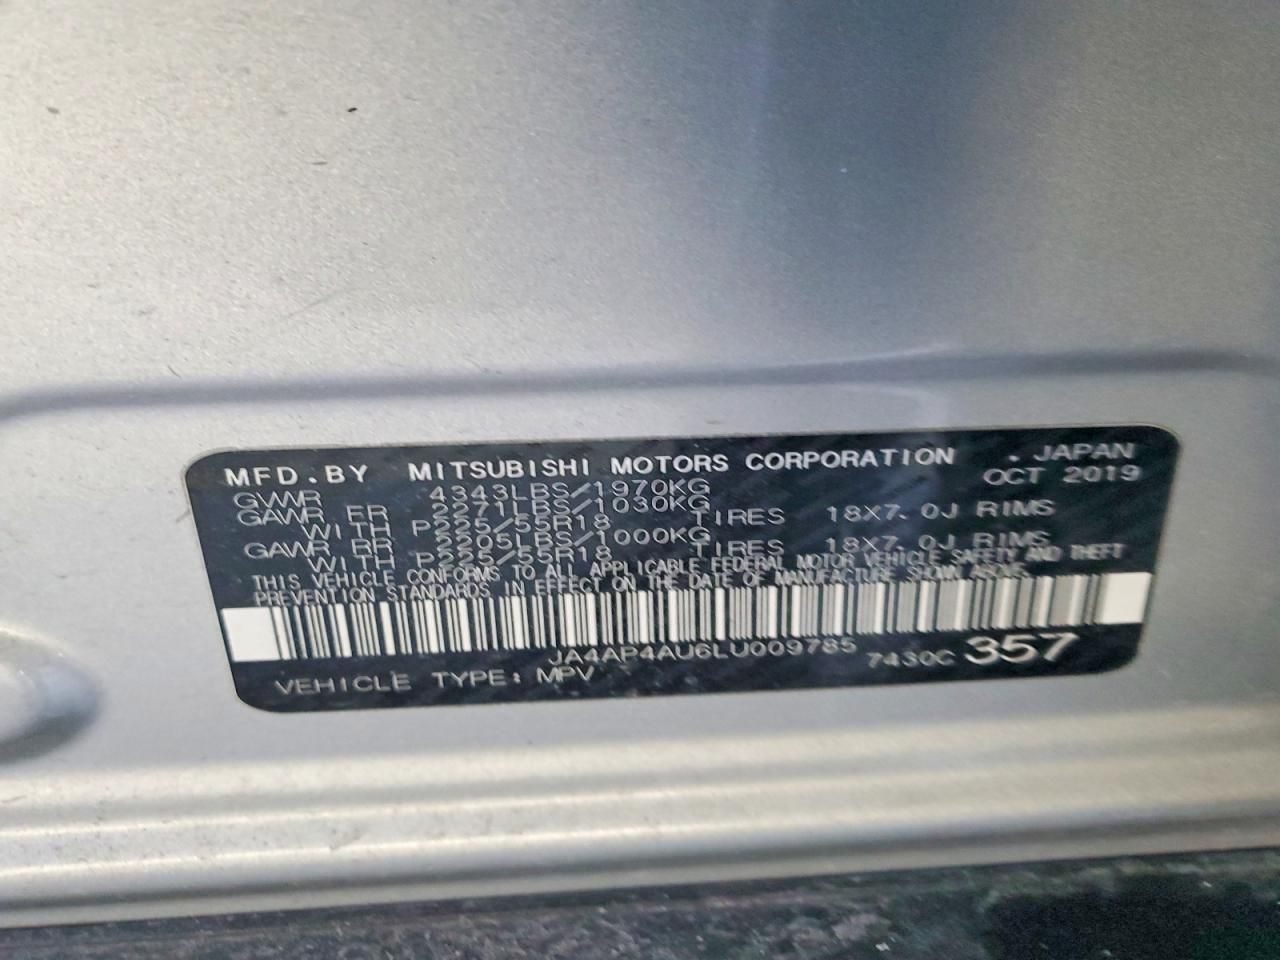 MFD.BY MITSUBISHI MOTORS CORPORATION . JAPAN
OCT 2019
GVWR 4343LBS/1970KG
GAWR FR 2271LBS/1030KG
WITH P225/55R18 TIRES 18X7.0J RIMS
GAWR RR 2205LBS/1000KG
WITH P225/55R18 TIRES 18X7.0J RIMS
THIS VEHICLE CONFORMS TO ALL APPLICABLE FEDERAL MOTOR VEHICLE SAFETY AND THEFT
PREVENTION STANDARDS IN EFFECT ON THE DATE OF MANUFACTURE SHOWN ABOVE.
JA4AP4AU6LU009785
VEHICLE TYPE: MPV 7430C 357